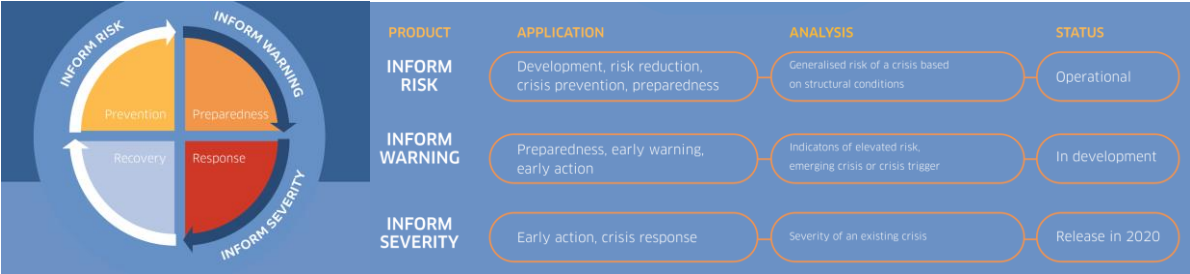 INFORM RISK
INFORM WARNING
Prevention
Preparedness
Recovery
Response
INFORM SEVERITY
PRODUCT
APPLICATION
ANALYSIS
STATUS
INFORM
RISK
Development, risk reduction,
crisis prevention, preparedness
Generalised risk of a crisis based
on structural conditions
Operational
INFORM
WARNING
Preparedness, early warning,
early action
Indicatons of elevated risk,
emerging crisis or crisis trigger
In development
INFORM
SEVERITY
Early action, crisis response
Severity of an existing crisis
Release in 2020